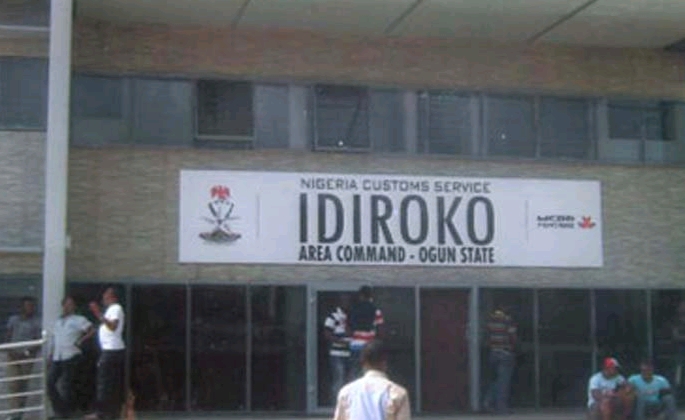 NIGERIA CUSTOMS SERVICE
IDIROKO
AREA COMMAND - OGUN STATE